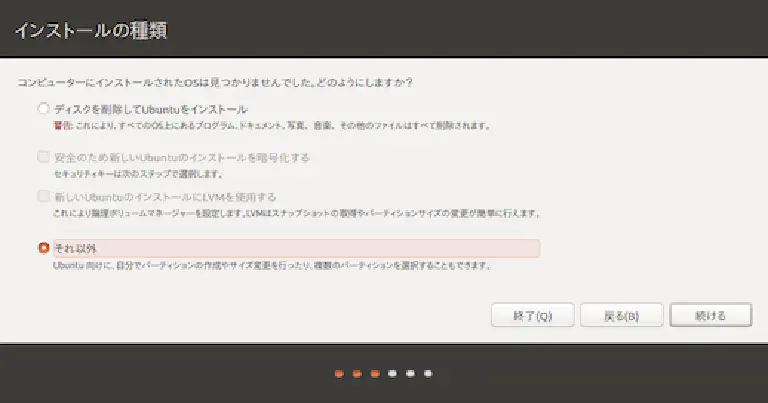 インストールの種類
コンピューターにインストールされたOSは見つかりませんでした。どのようにしますか？
ディスクを削除してUbuntuをインストール
警告: これにより、すべてのOS上にあるプログラム、ドキュメント、写真、音楽、その他のファイルはすべて削除されます。
安全のため新しいUbuntuのインストールを暗号化する
セキュリティキーは次のステップで選択します。
新しいUbuntuのインストールにLVMを使用する
これにより論理ボリュームマネージャーを設定します。LVMはスナップショットの取得やパーティションサイズの変更が簡単に行えます。
それ以外
Ubuntu 向けに、自分でパーティションの作成やサイズ変更を行ったり、複数のパーティションを選択することもできます。
終了(Q)
戻る(B)
続ける